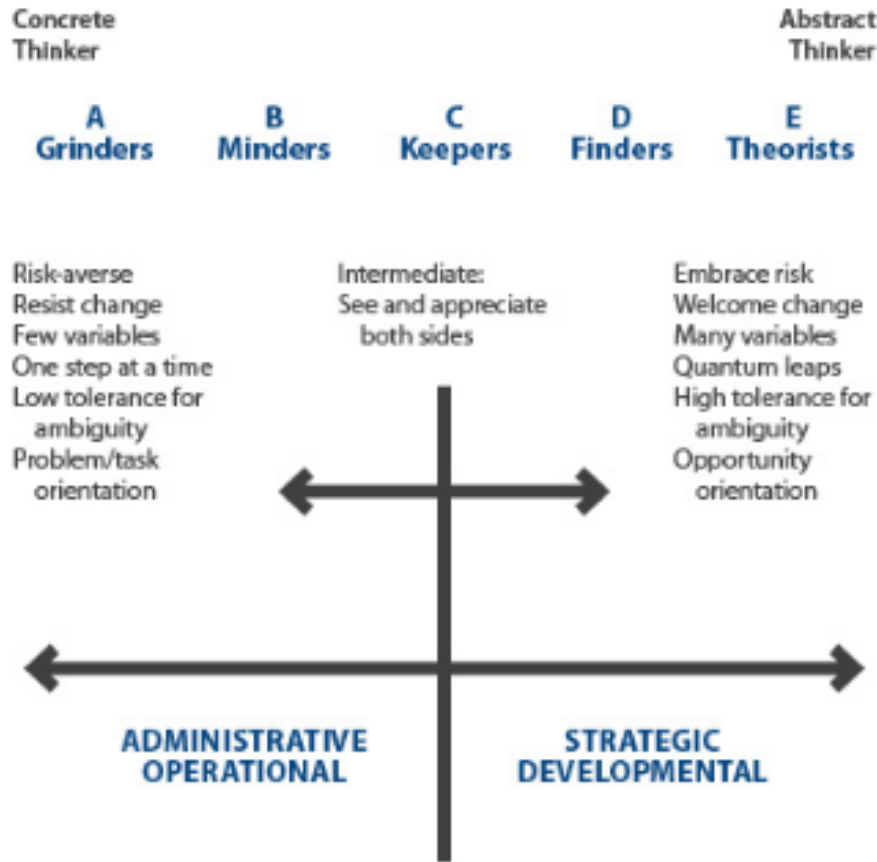 Concrete
Thinker
Abstract
Thinker
A
Grinders
B
Minders
C
Keepers
D
Finders
E
Theorists
Risk-averse
Resist change
Few variables
One step at a time
Low tolerance for
ambiguity
Problem/task
orientation
Intermediate:
See and appreciate
both sides
Embrace risk
Welcome change
Many variables
Quantum leaps
High tolerance for
ambiguity
Opportunity
orientation
ADMINISTRATIVE
OPERATIONAL
STRATEGIC
DEVELOPMENTAL